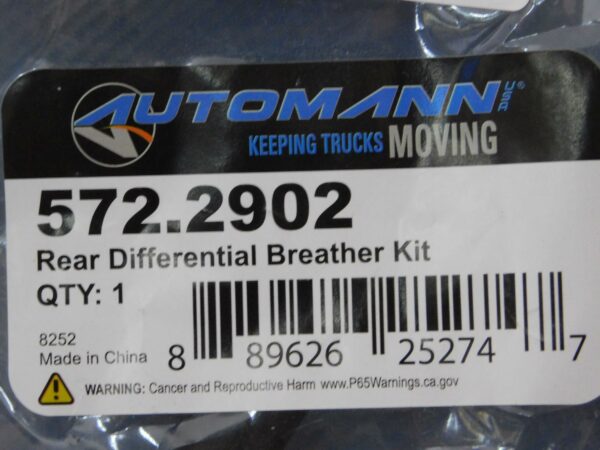 AUTOMANN USA®
KEEPING TRUCKS MOVING
572.2902
Rear Differential Breather Kit
QTY: 1
8252
Made in China
8 89626 25274 7
WARNING: Cancer and Reproductive Harm www.P65Warnings.ca.gov